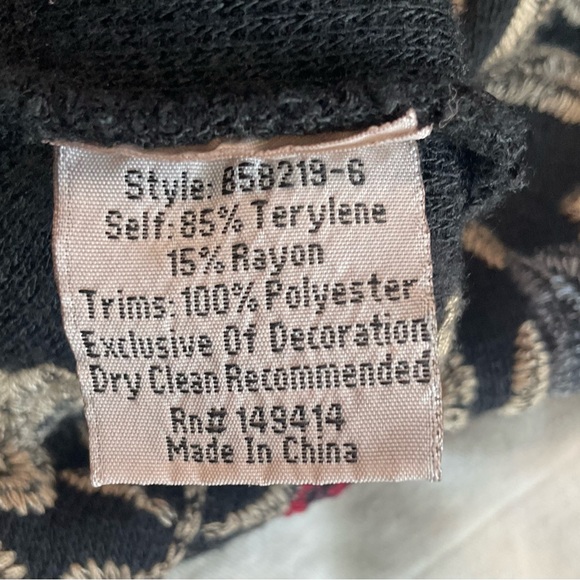 Style: 858219-6
Self: 85% Terylene
15% Rayon
Trims: 100% Polyester
Exclusive Of Decoration
Dry Clean Recommended
Rn# 149414
Made In China